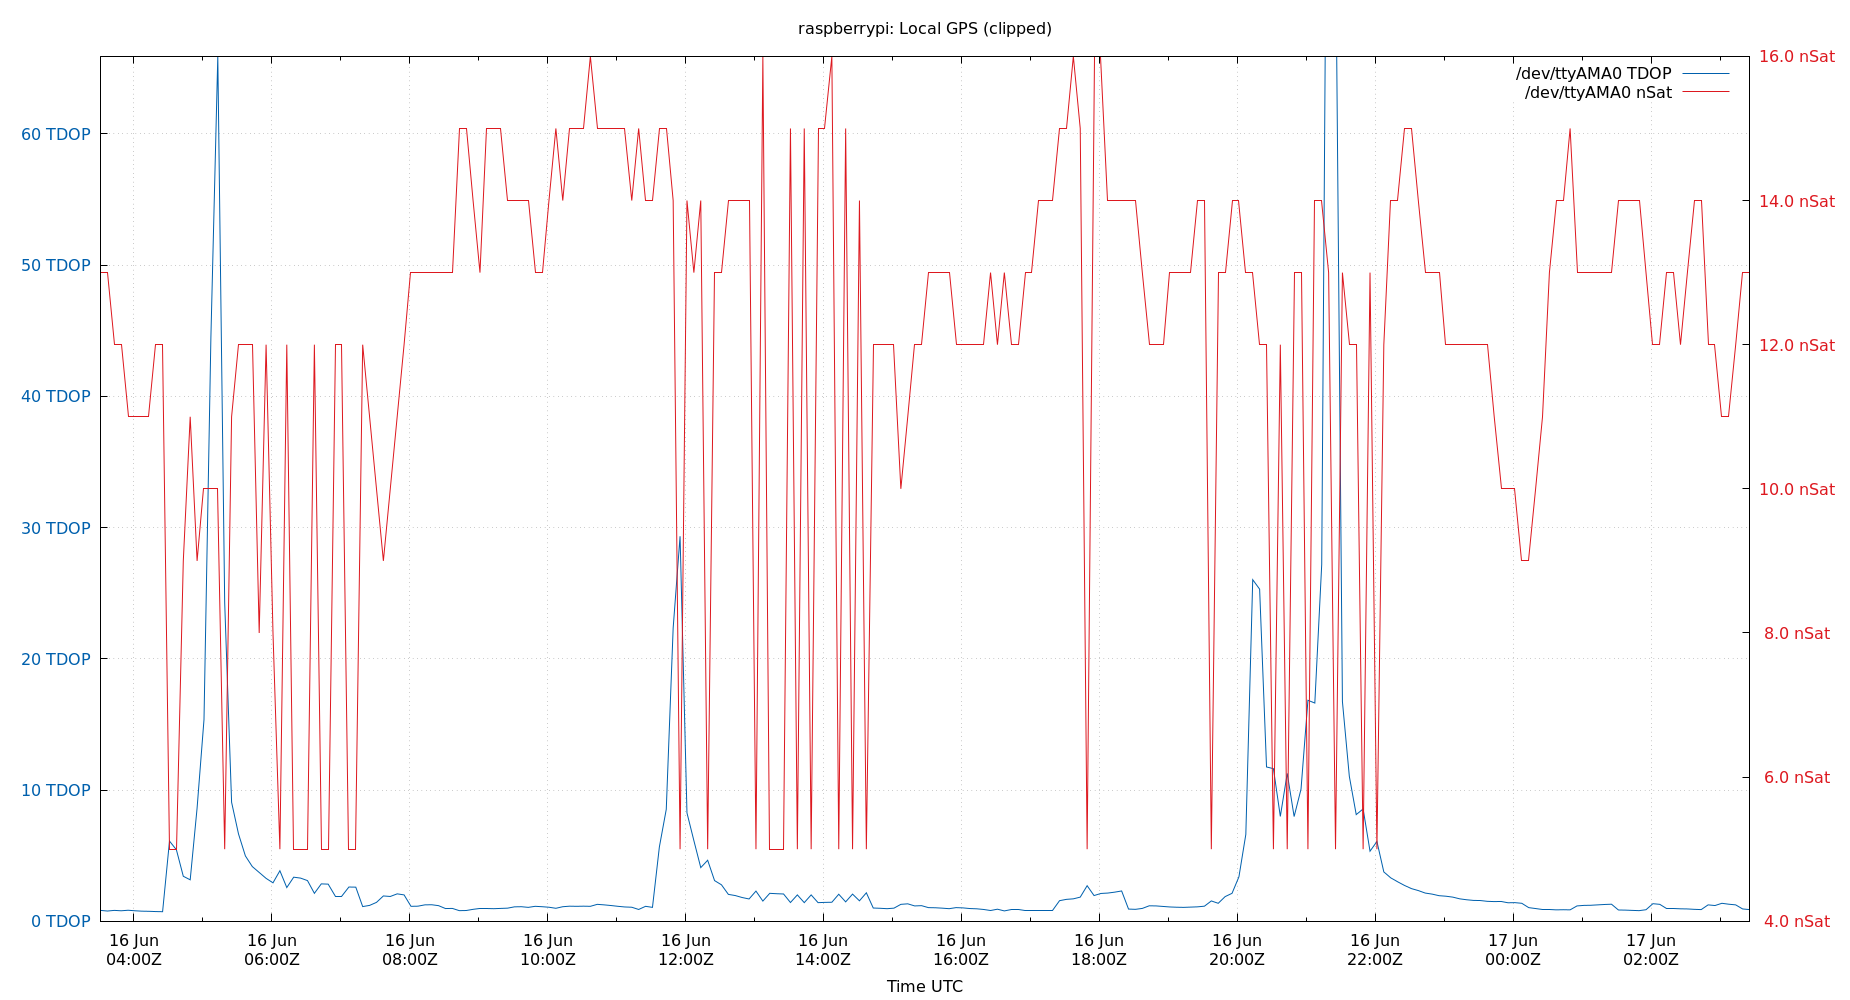 raspberrypi: Local GPS (clipped)
16.0 nSat
/dev/ttyAMA0 TDOP
/dev/ttyAMA0 nSat
60 TDOP
14.0 nSat
50 TDOP
12.0 nSat
40 TDOP
10.0 nSat
30 TDOP
8.0 nSat
20 TDOP
6.0 nSat
10 TDOP
4.0 nSat
0 TDOP
16 Jun 16 Jun 16 Jun 16 Jun 16 Jun 16 Jun 16 Jun 16 Jun 16 Jun 16 Jun 17 Jun 17 Jun
04:00Z 06:00Z 08:00Z 10:00Z 12:00Z 14:00Z 16:00Z 18:00Z 20:00Z 22:00Z 00:00Z 02:00Z
Time UTC